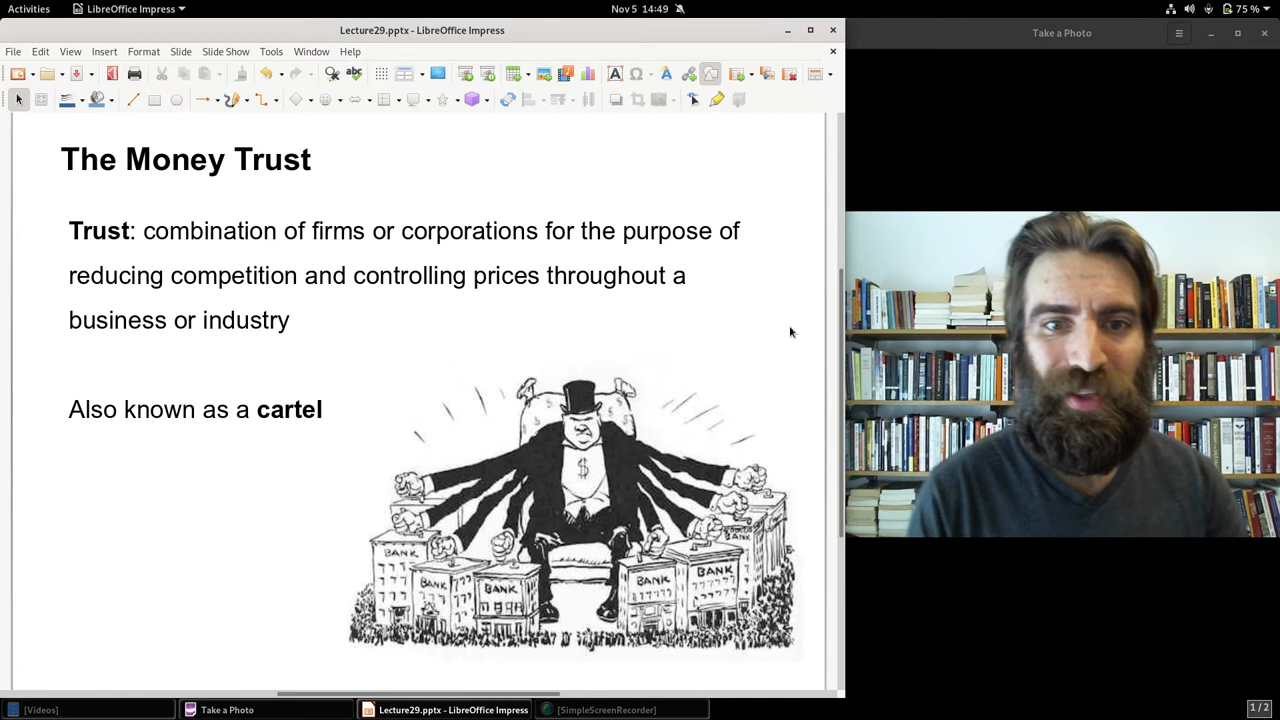 Activities
LibreOffice Impress
Nov 5 14:49
75 %
Lecture29.pptx - LibreOffice Impress
Take a Photo
File Edit View Insert Format Slide Slide Show Tools Window Help
The Money Trust
Trust: combination of firms or corporations for the purpose of
reducing competition and controlling prices throughout a
business or industry
Also known as a cartel
$
BANK
BANK
BANK
BANK
BANK
BANK
[Videos]
Take a Photo
Lecture29.pptx - LibreOffice Impress
[SimpleScreenRecorder]
1/2